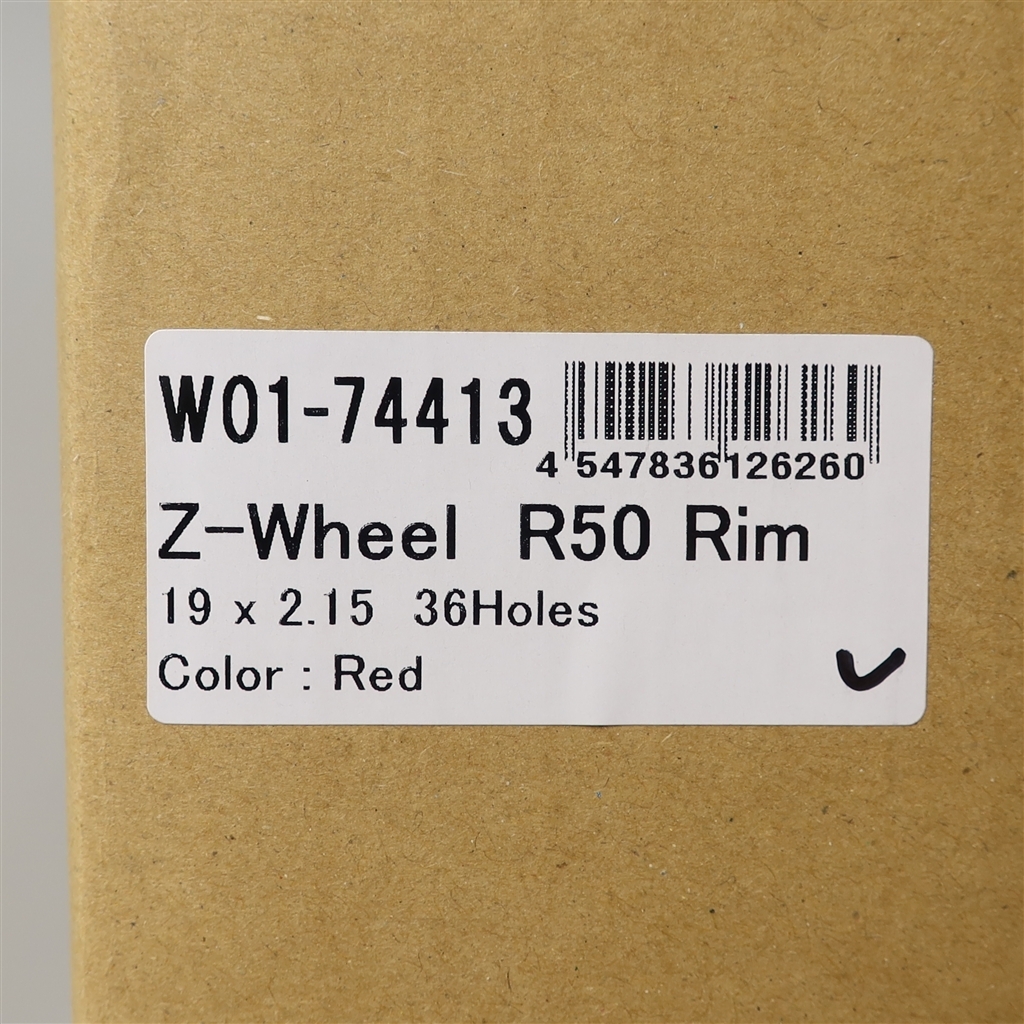 W01-74413
4 547836 126260
Z-Wheel R50 Rim
19 x 2.15 36Holes
Color : Red